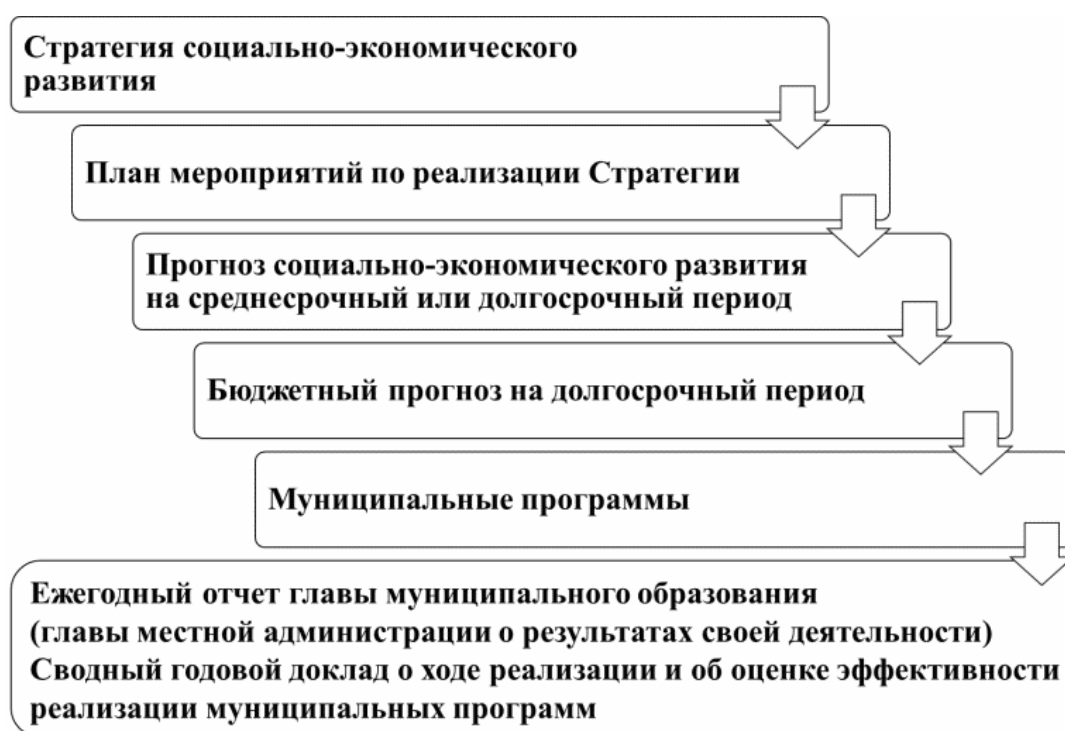 Стратегия социально-экономического
развития
План мероприятий по реализации Стратегии
Прогноз социально-экономического развития
на среднесрочный или долгосрочный период
Бюджетный прогноз на долгосрочный период
Муниципальные программы
Ежегодный отчет главы муниципального образования
(главы местной администрации о результатах своей деятельности)
Сводный годовой доклад о ходе реализации и об оценке эффективности
реализации муниципальных программ